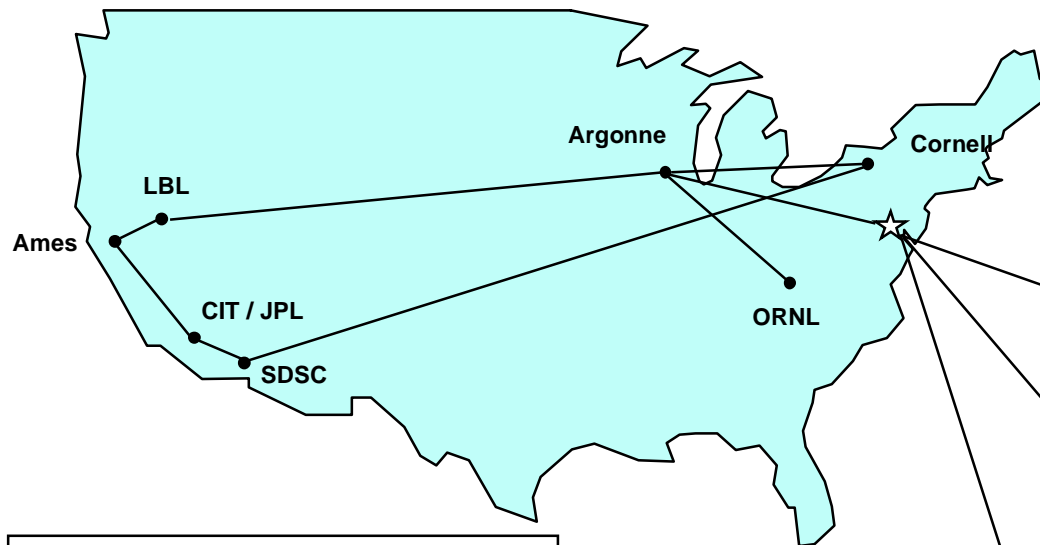 Argonne
Cornell
LBL
Ames
CIT / JPL
ORNL
SDSC